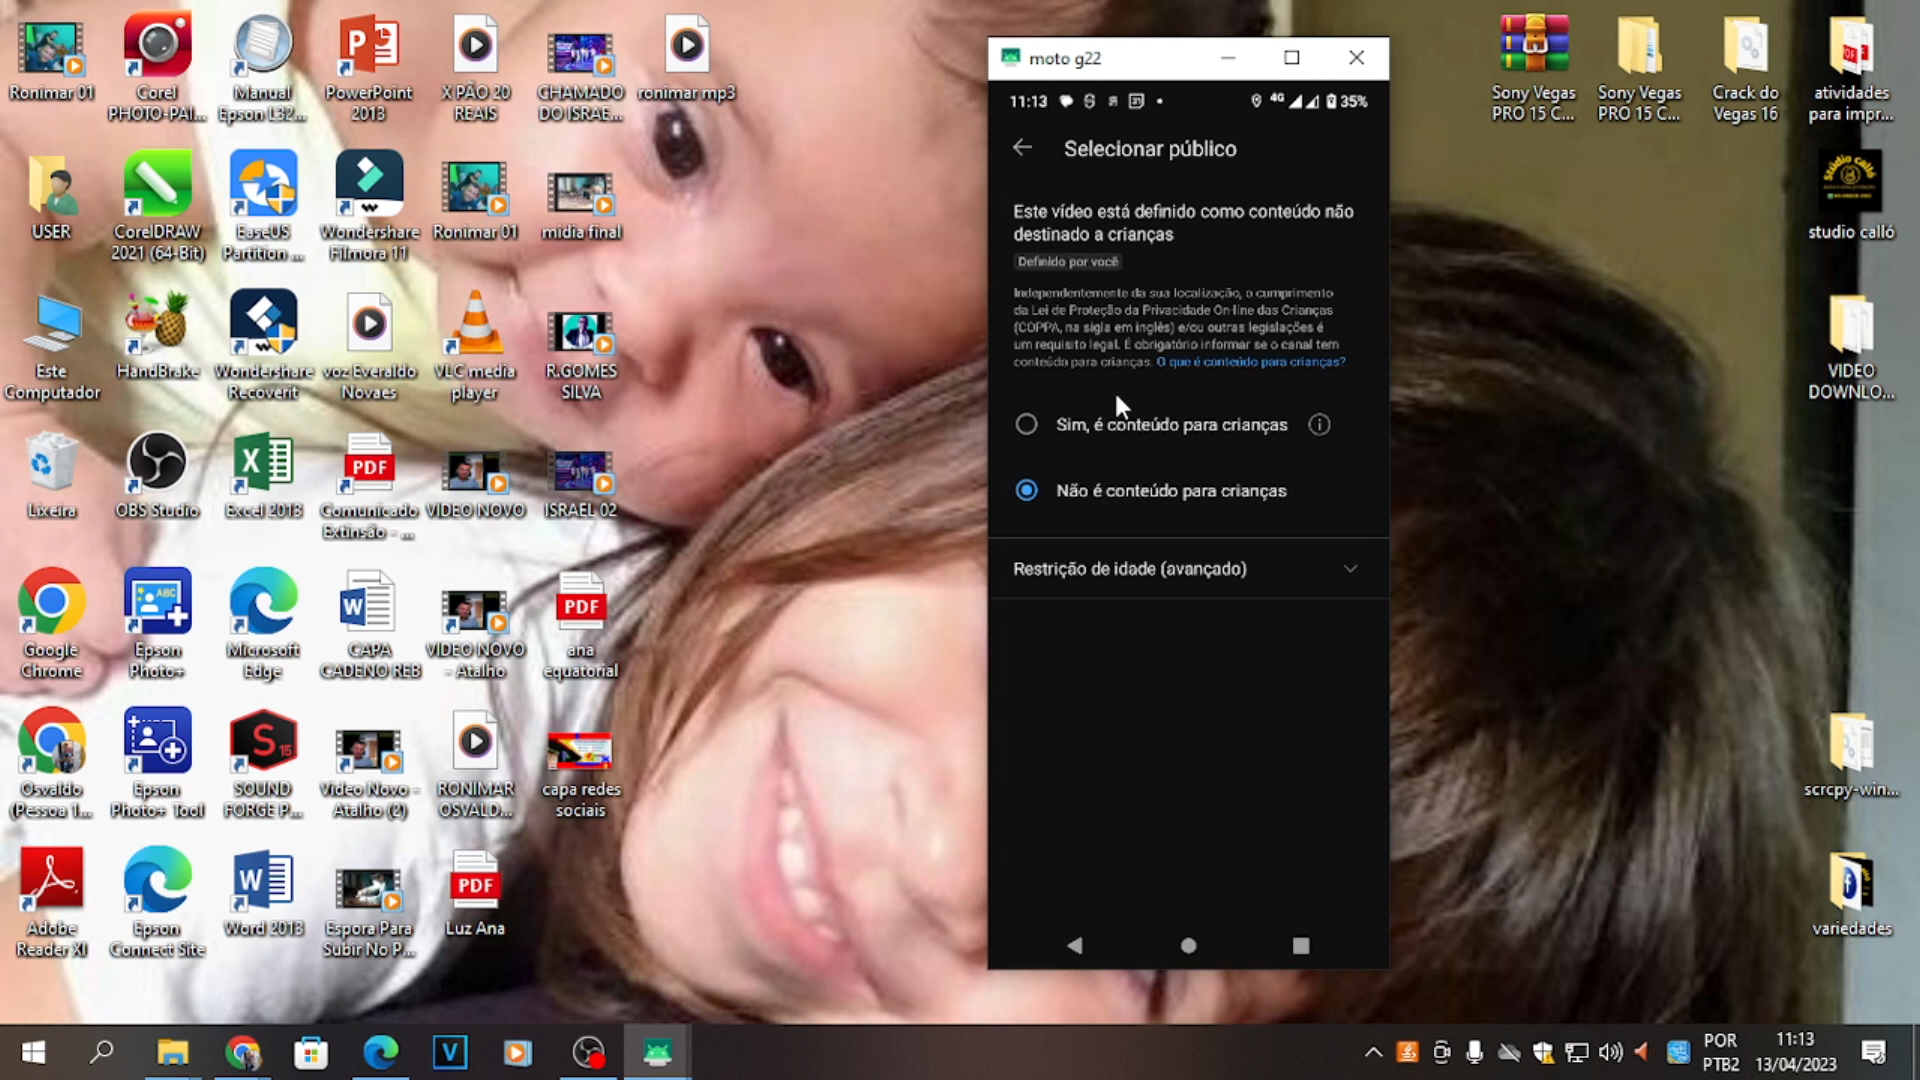 Ronimar 01
Corel
PHOTO-PAI...
Manual
Epson L32...
PowerPoint
2013
X PÃO 20
REAIS
CHAMADO
DO ISRAE...
ronimar mp3
USER
CorelDRAW
2021 (64-Bit)
EaseUS
Partition ...
Wondershare
Filmora 11
Ronimar 01
midia final
Este
Computador
HandBrake
Wondershare
Recoverit
voz Everaldo
Novaes
VLC media
player
R.GOMES
SILVA
Lixeira
OBS Studio
Excel 2013
PDF
Comunicado
Extinsão - ...
VIDEO NOVO
ISRAEL 02
Google
Chrome
ABC
Epson
Photo+
Microsoft
Edge
CAPA
CADENO REB
VIDEO NOVO
- Atalho
PDF
ana
equatorial
Osvaldo
(Pessoa 1...
Epson
Photo+ Tool
S 15
SOUND
FORGE P...
Video Novo -
Atalho (2)
RONIMAR
OSVALD...
capa redes
sociais
Adobe
Reader XI
Epson
Connect Site
Word 2013
Espora Para
Subir No P...
PDF
Luz Ana
moto g22
11:13
4G
35%
Selecionar público
Este vídeo está definido como conteúdo não
destinado a crianças
Definido por você
Independentemente da sua localização, o cumprimento
da Lei de Proteção da Privacidade On-line das Crianças
(COPPA, na sigla em inglês) e/ou outras legislações é
um requisito legal. É obrigatório informar se o canal tem
conteúdo para crianças. O que é conteúdo para crianças?
Sim, é conteúdo para crianças
Não é conteúdo para crianças
Restrição de idade (avançado)
Sony Vegas
PRO 15 C...
Sony Vegas
PRO 15 C...
Crack do
Vegas 16
atividades
para impr...
Stúdio calló
studio calló
VIDEO
DOWNLO...
scrcpy-win...
variedades
POR
PTB2
11:13
13/04/2023